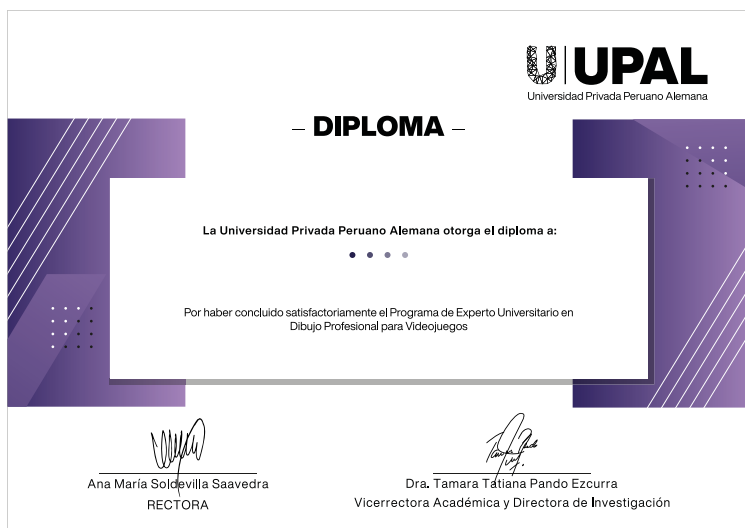 UPAL
Universidad Privada Peruano Alemana
– DIPLOMA –
La Universidad Privada Peruano Alemana otorga el diploma a:
Por haber concluido satisfactoriamente el Programa de Experto Universitario en
Dibujo Profesional para Videojuegos
Ana María Soldevilla Saavedra
RECTORA
Dra. Tamara Tatiana Pando Ezcurra
Vicerrectora Académica y Directora de Investigación